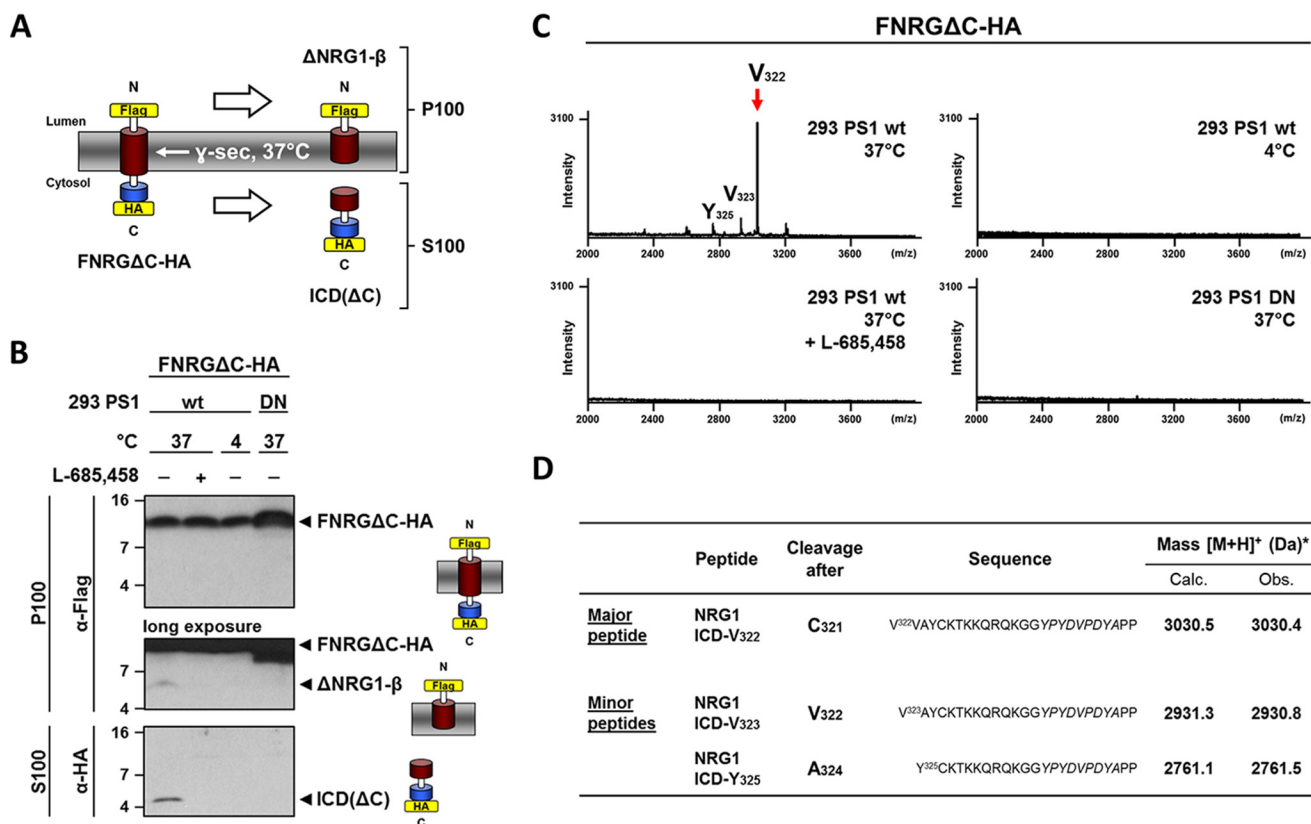 A
ΔNRG1-β
N
N
Flag
Flag
P100
Lumen
ɣ-sec, 37°C
Cytosol
HA
C
FNRGΔC-HA
HA
C
S100
ICD(ΔC)
B
FNRGΔC-HA
293 PS1 wt DN
°C 37 4 37
L-685,458 – + – –
P100
α-Flag
16
7
4
FNRGΔC-HA
N
Flag
HA
C
long exposure
7
4
FNRGΔC-HA
ΔNRG1-β
N
Flag
S100
α-HA
16
7
4
ICD(ΔC)
HA
C
C
FNRGΔC-HA
3100
Intensity
V322
V323
Y325
293 PS1 wt
37°C
2000 2400 2800 3200 3600 (m/z)
3100
Intensity
293 PS1 wt
4°C
2000 2400 2800 3200 3600 (m/z)
3100
Intensity
293 PS1 wt
37°C
+ L-685,458
2000 2400 2800 3200 3600 (m/z)
3100
Intensity
293 PS1 DN
37°C
2000 2400 2800 3200 3600 (m/z)
D
Peptide Cleavage after Sequence Mass [M+H]+ (Da)*
Calc. Obs.
Major peptide NRG1 ICD-V322 C321 V322VAYCKTKKQRQKGGYPYDVPDYAPP 3030.5 3030.4
Minor peptides NRG1 ICD-V323 V322 V323AYCKTKKQRQKGGYPYDVPDYAPP 2931.3 2930.8
NRG1 ICD-Y325 A324 Y325CKTKKQRQKGGYPYDVPDYAPP 2761.1 2761.5